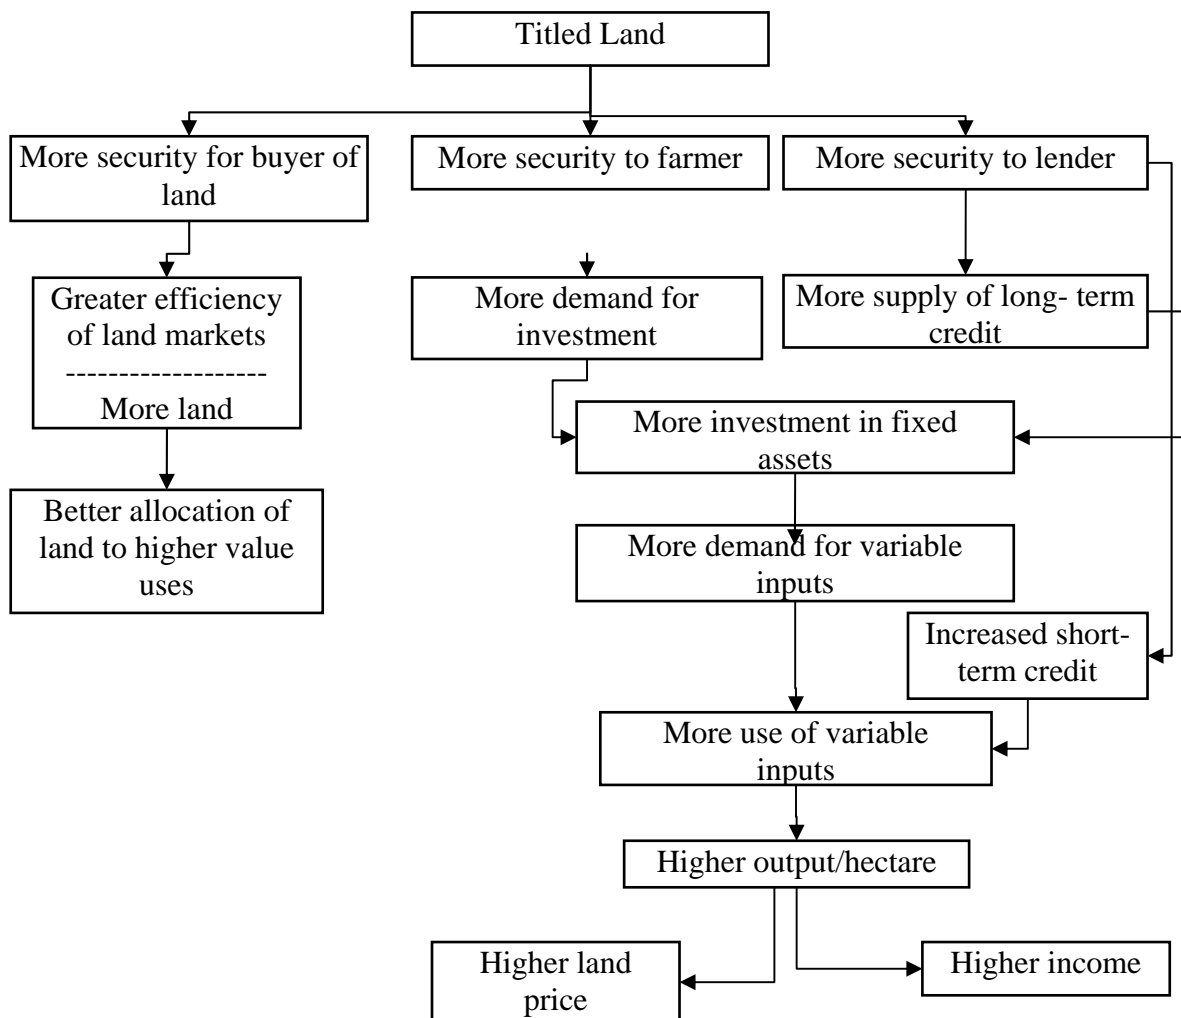 Titled Land
More security for buyer of
land
More security to farmer
More security to lender
Greater efficiency
of land markets
-------------------
More land
More demand for
investment
More supply of long- term
credit
More investment in fixed
assets
Better allocation of
land to higher value
uses
More demand for variable
inputs
Increased short-
term credit
More use of variable
inputs
Higher output/hectare
Higher land
price
Higher income